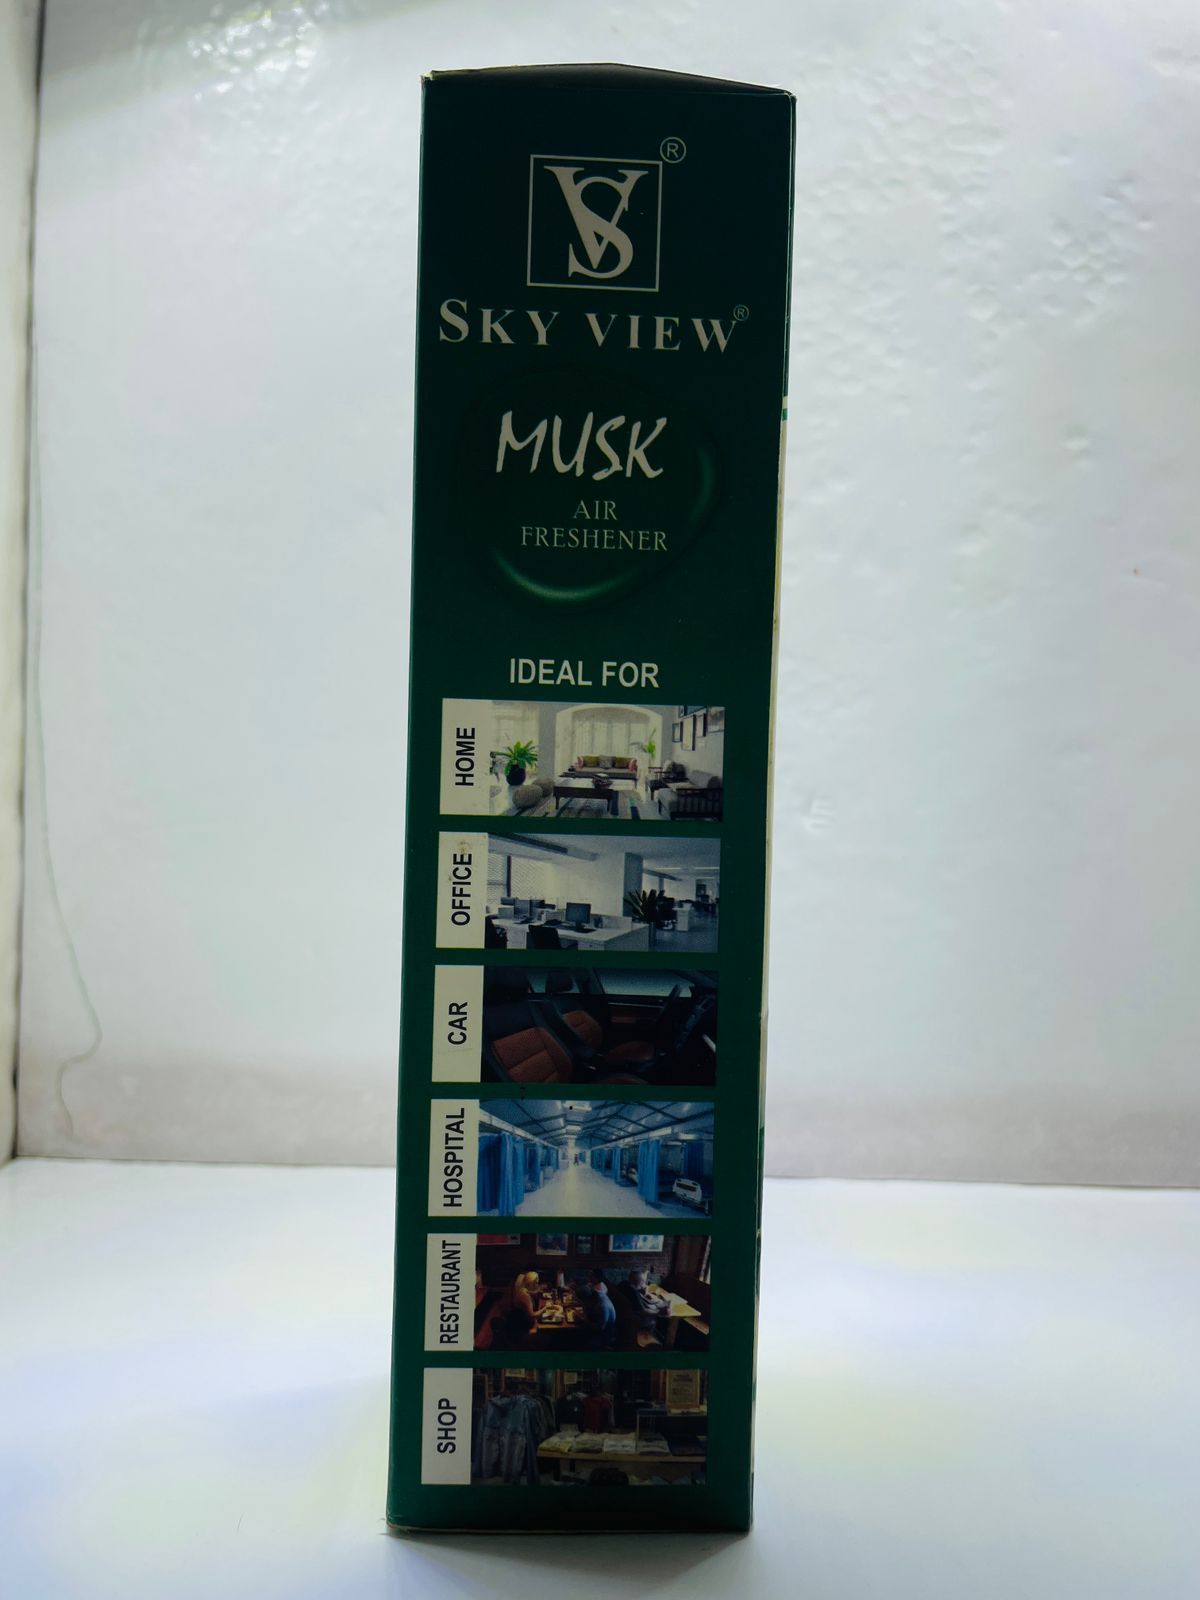 VS ®
SKY VIEW®
MUSK
AIR
FRESHENER
IDEAL FOR
HOME
OFFICE
CAR
HOSPITAL
RESTAURANT
SHOP